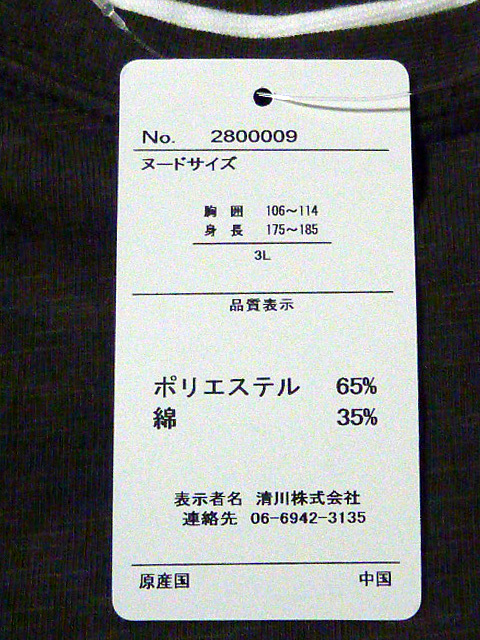 No. 2800009
ヌードサイズ
胸 囲 106～114
身 長 175～185
3L
品質表示
ポリエステル 65%
綿 35%
表示者名 清川株式会社
連絡先 06-6942-3135
原産国 中国